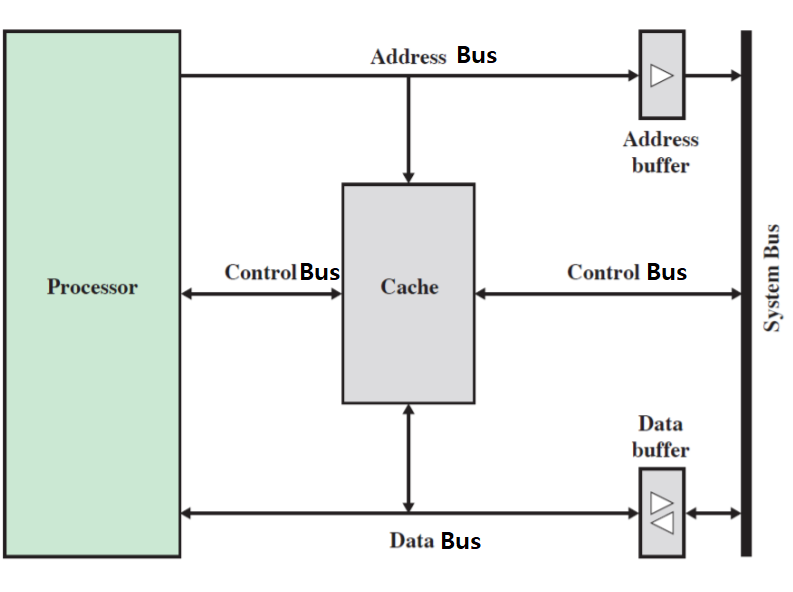 Address Bus
Address
buffer
Control Bus
Control Bus
Processor
Cache
System Bus
Data
buffer
Data Bus